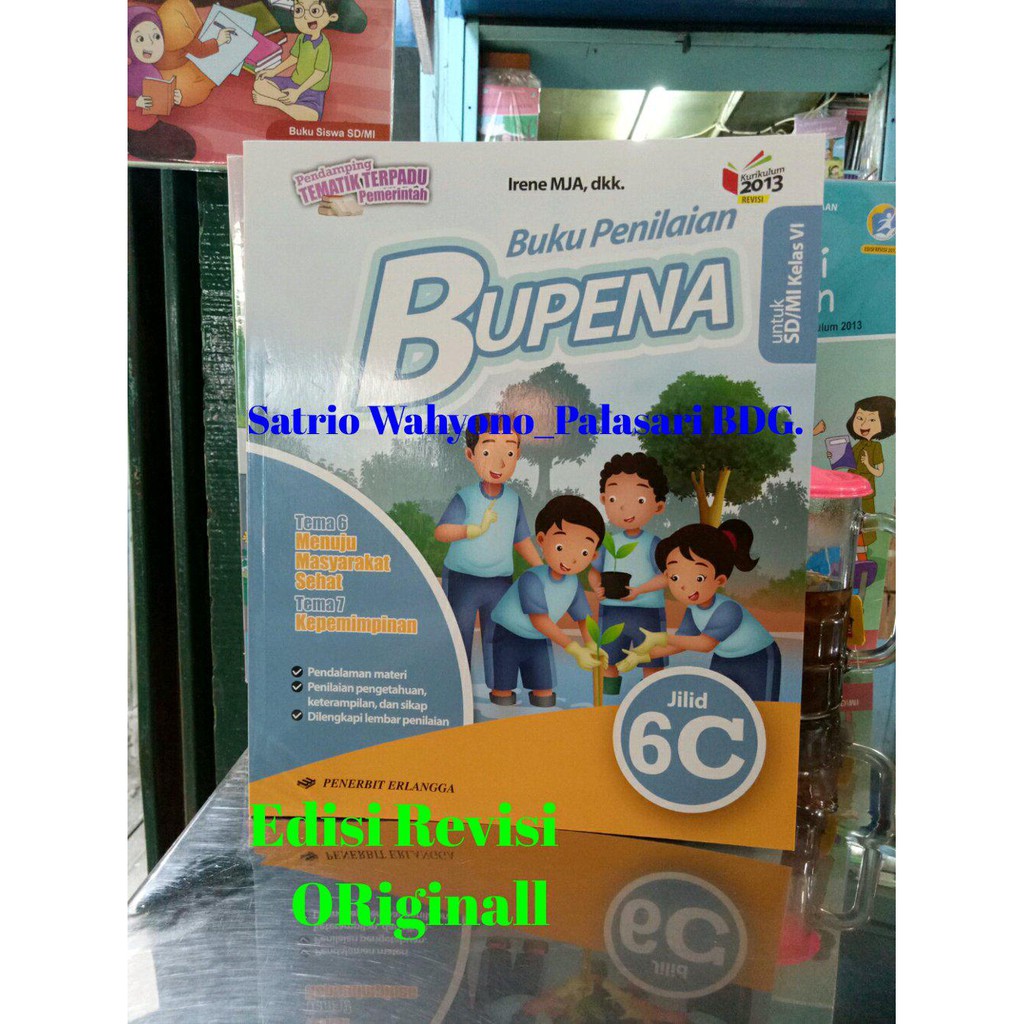 Buku Siswa SD/MI
Pendamping
TEMATIK TERPADU
Pemerintah
Irene MJA, dkk.
Kurikulum
2013
REVISI
Buku Penilaian
BUPENA
untuk
SD/MI Kelas VI
Satrio Wahyono_Palasari BDG.
Tema 6
Menuju
Masyarakat
Sehat
Tema 7
Kepemimpinan
Pendalaman materi
Penilaian pengetahuan,
keterampilan, dan sikap
Dilengkapi lembar penilaian
Jilid
6C
PENERBIT ERLANGGA
Edisi Revisi
ORiginall
2013